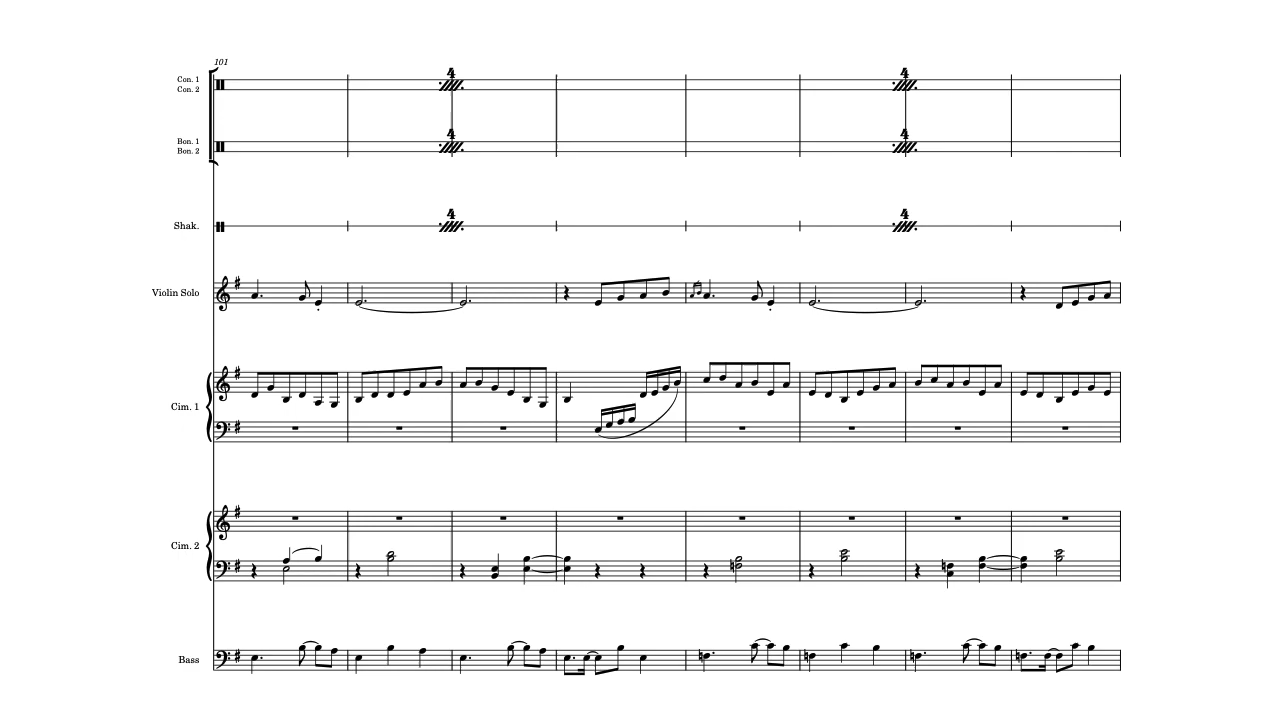 101
Con. 1
Con. 2
4
4
Bon. 1
Bon. 2
4
4
Shak.
4
4
Violin Solo
Cim. 1
Cim. 2
Bass